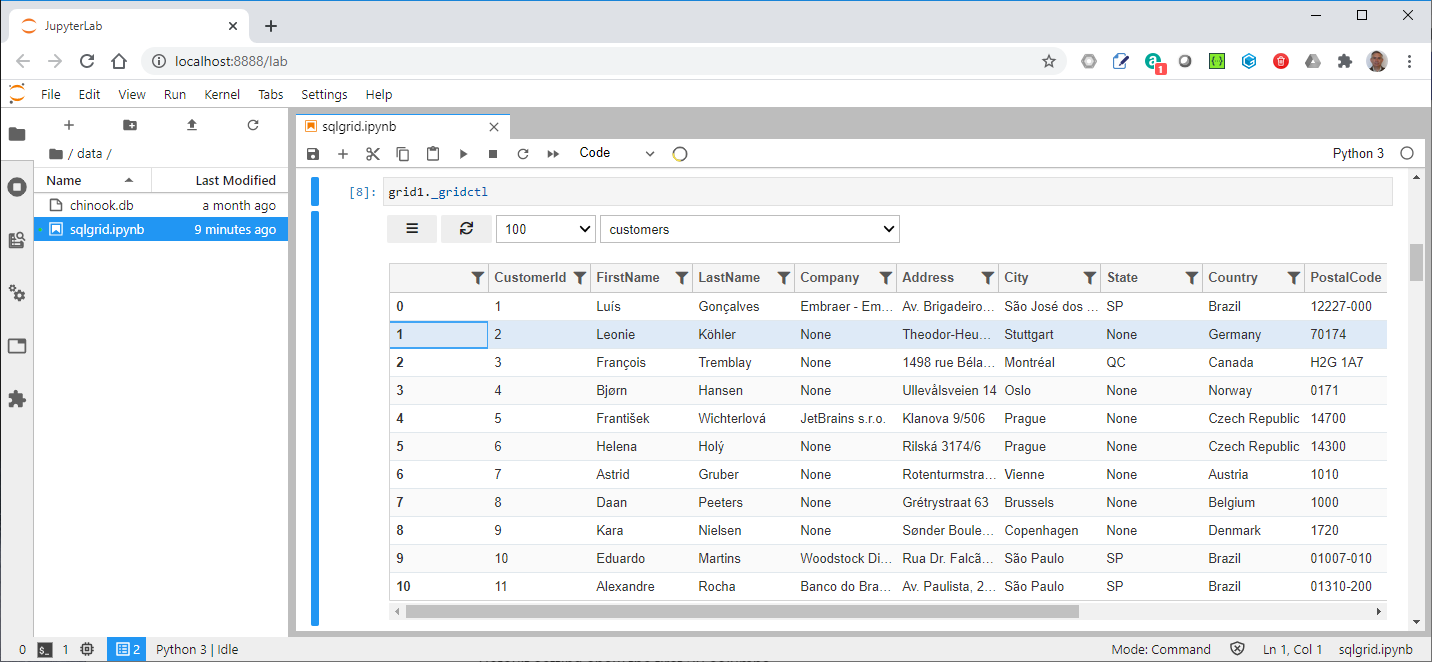 JupyterLab
localhost:8888/lab
1
File Edit View Run Kernel Tabs Settings Help
sqlgrid.ipynb
/ data /
Code
Python 3
Name Last Modified
chinook.db a month ago
sqlgrid.ipynb 9 minutes ago
[8]: grid1._gridctl
100 customers
CustomerId FirstName LastName Company Address City State Country PostalCode
0 1 Luís Gonçalves Embraer - Em… Av. Brigadeiro… São José dos … SP Brazil 12227-000
1 2 Leonie Köhler None Theodor-Heu… Stuttgart None Germany 70174
2 3 François Tremblay None 1498 rue Béla… Montréal QC Canada H2G 1A7
3 4 Bjørn Hansen None Ullevålsveien 14 Oslo None Norway 0171
4 5 František Wichterlová JetBrains s.r.o. Klanova 9/506 Prague None Czech Republic 14700
5 6 Helena Holý None Rilská 3174/6 Prague None Czech Republic 14300
6 7 Astrid Gruber None Rotenturmstra… Vienne None Austria 1010
7 8 Daan Peeters None Grétrystraat 63 Brussels None Belgium 1000
8 9 Kara Nielsen None Sønder Boule… Copenhagen None Denmark 1720
9 10 Eduardo Martins Woodstock Di… Rua Dr. Falcã… São Paulo SP Brazil 01007-010
10 11 Alexandre Rocha Banco do Bra… Av. Paulista, 2… São Paulo SP Brazil 01310-200
0 1 2 Python 3 | Idle Mode: Command Ln 1, Col 1 sqlgrid.ipynb